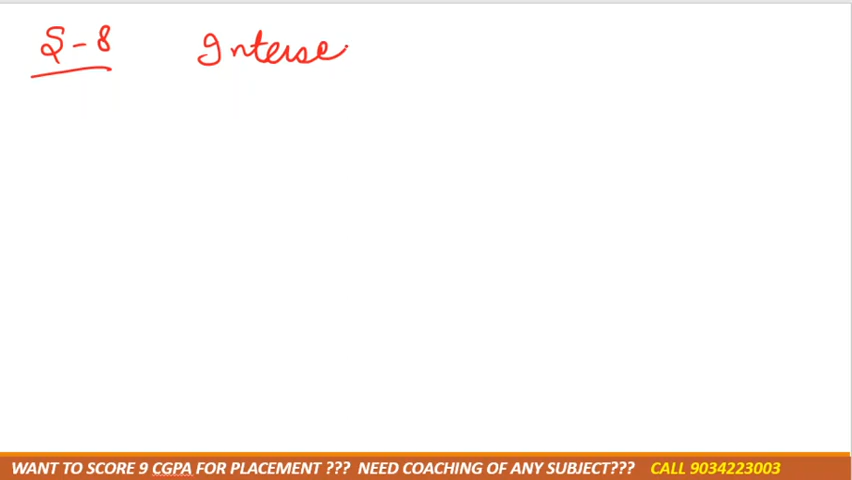 S-8 Interse
WANT TO SCORE 9 CGPA FOR PLACEMENT ??? NEED COACHING OF ANY SUBJECT??? CALL 9034223003